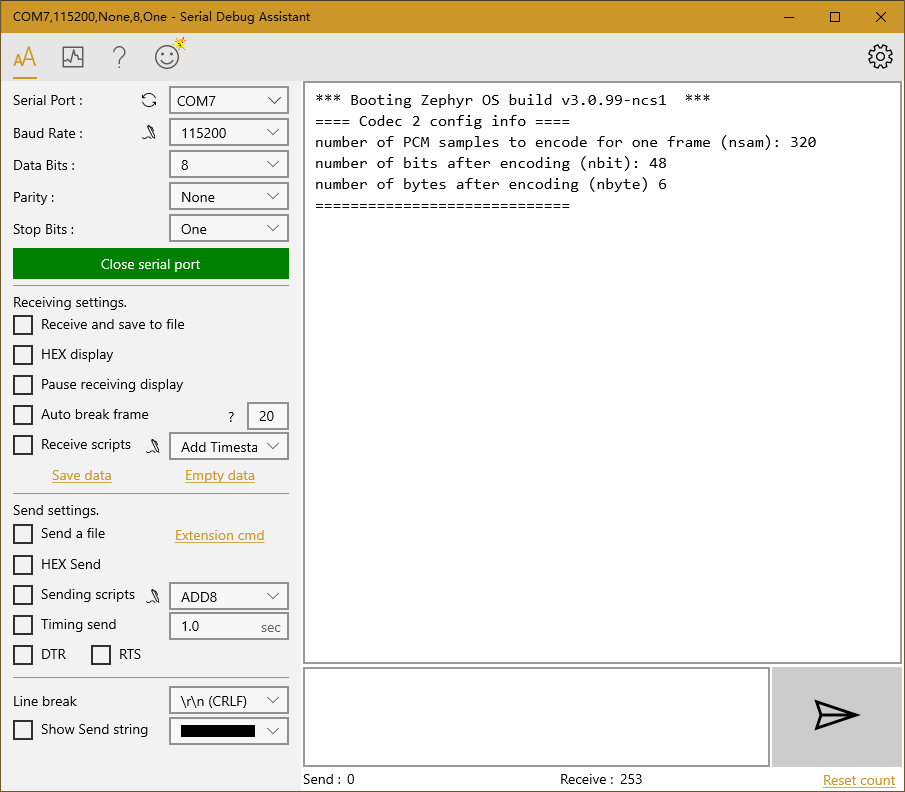 COM7,115200,None,8,One - Serial Debug Assistant
AA
?
Serial Port :
COM7
Baud Rate :
115200
Data Bits :
8
Parity :
None
Stop Bits :
One
Close serial port
Receiving settings.
Receive and save to file
HEX display
Pause receiving display
Auto break frame ? 20
Receive scripts
Add Timesta
Save data
Empty data
Send settings.
Send a file
Extension cmd
HEX Send
Sending scripts
ADD8
Timing send
1.0 sec
DTR
RTS
Line break
\r\n (CRLF)
Show Send string
*** Booting Zephyr OS build v3.0.99-ncs1  ***
==== Codec 2 config info ====
number of PCM samples to encode for one frame (nsam): 320
number of bits after encoding (nbit): 48
number of bytes after encoding (nbyte) 6
=============================
Send : 0
Receive : 253
Reset count